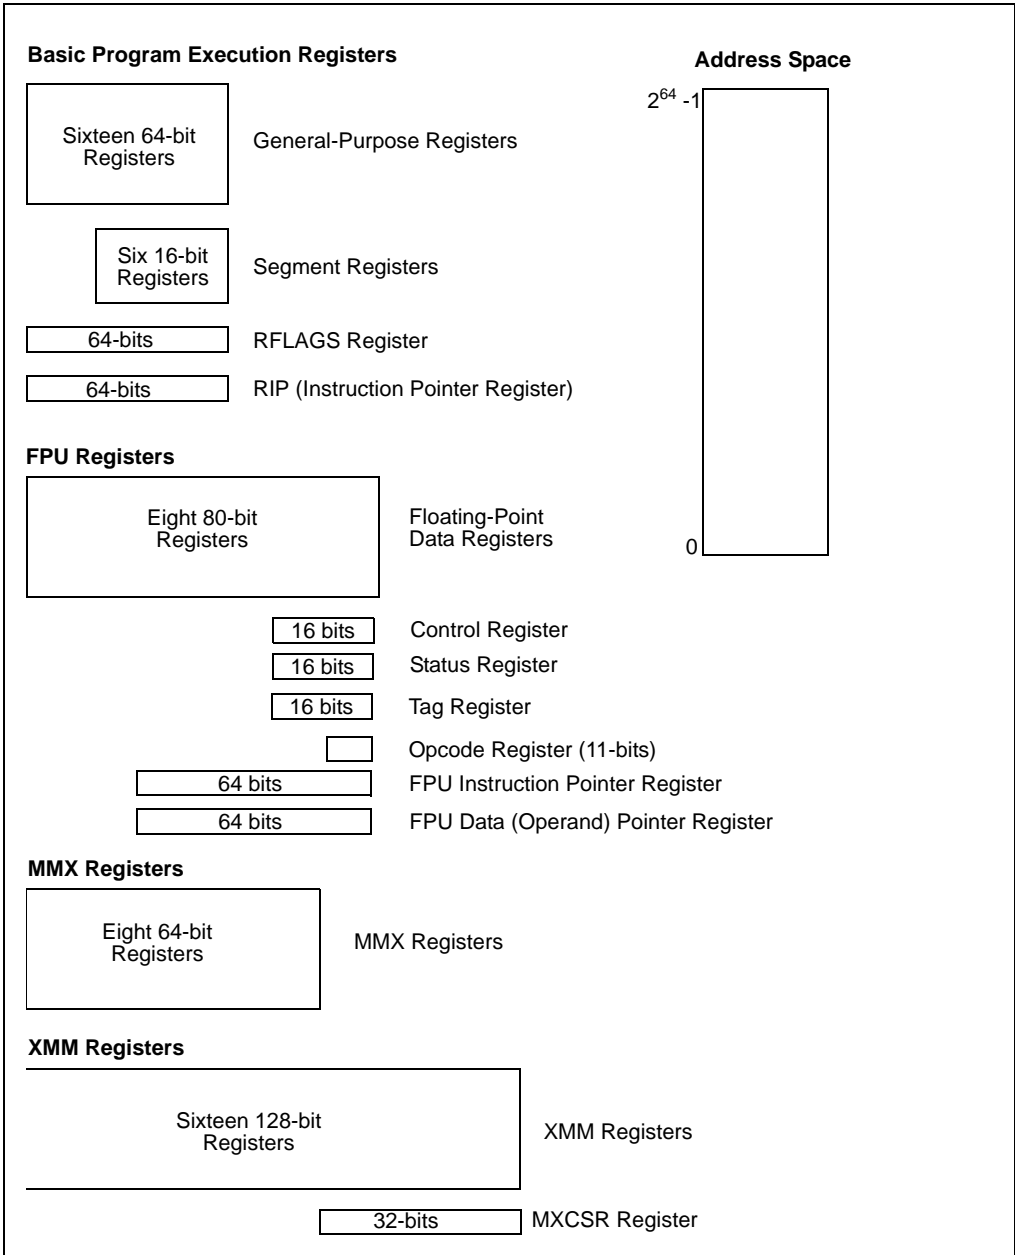 Basic Program Execution Registers
Address Space
2^64 -1
Sixteen 64-bit
Registers
General-Purpose Registers
Six 16-bit
Registers
Segment Registers
64-bits
RFLAGS Register
64-bits
RIP (Instruction Pointer Register)
FPU Registers
Eight 80-bit
Registers
Floating-Point
Data Registers
0
16 bits
Control Register
16 bits
Status Register
16 bits
Tag Register
Opcode Register (11-bits)
64 bits
FPU Instruction Pointer Register
64 bits
FPU Data (Operand) Pointer Register
MMX Registers
Eight 64-bit
Registers
MMX Registers
XMM Registers
Sixteen 128-bit
Registers
XMM Registers
32-bits
MXCSR Register